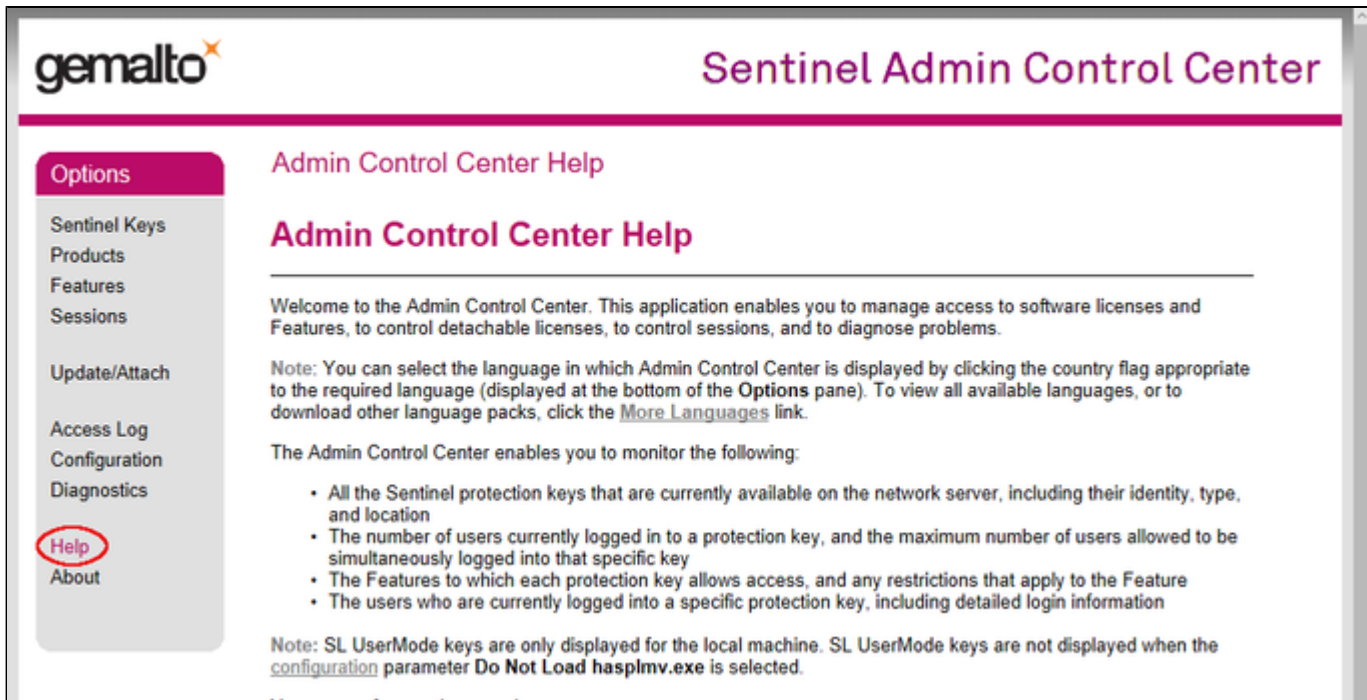 gemalto
Sentinel Admin Control Center
Options
Sentinel Keys
Products
Features
Sessions
Update/Attach
Access Log
Configuration
Diagnostics
Help
About
Admin Control Center Help
Admin Control Center Help
Welcome to the Admin Control Center. This application enables you to manage access to software licenses and
Features, to control detachable licenses, to control sessions, and to diagnose problems.
Note: You can select the language in which Admin Control Center is displayed by clicking the country flag appropriate
to the required language (displayed at the bottom of the Options pane). To view all available languages, or to
download other language packs, click the More Languages link.
The Admin Control Center enables you to monitor the following:
• All the Sentinel protection keys that are currently available on the network server, including their identity, type,
and location
• The number of users currently logged in to a protection key, and the maximum number of users allowed to be
simultaneously logged into that specific key
• The Features to which each protection key allows access, and any restrictions that apply to the Feature
• The users who are currently logged into a specific protection key, including detailed login information
Note: SL UserMode keys are only displayed for the local machine. SL UserMode keys are not displayed when the
configuration parameter Do Not Load hasplmv.exe is selected.